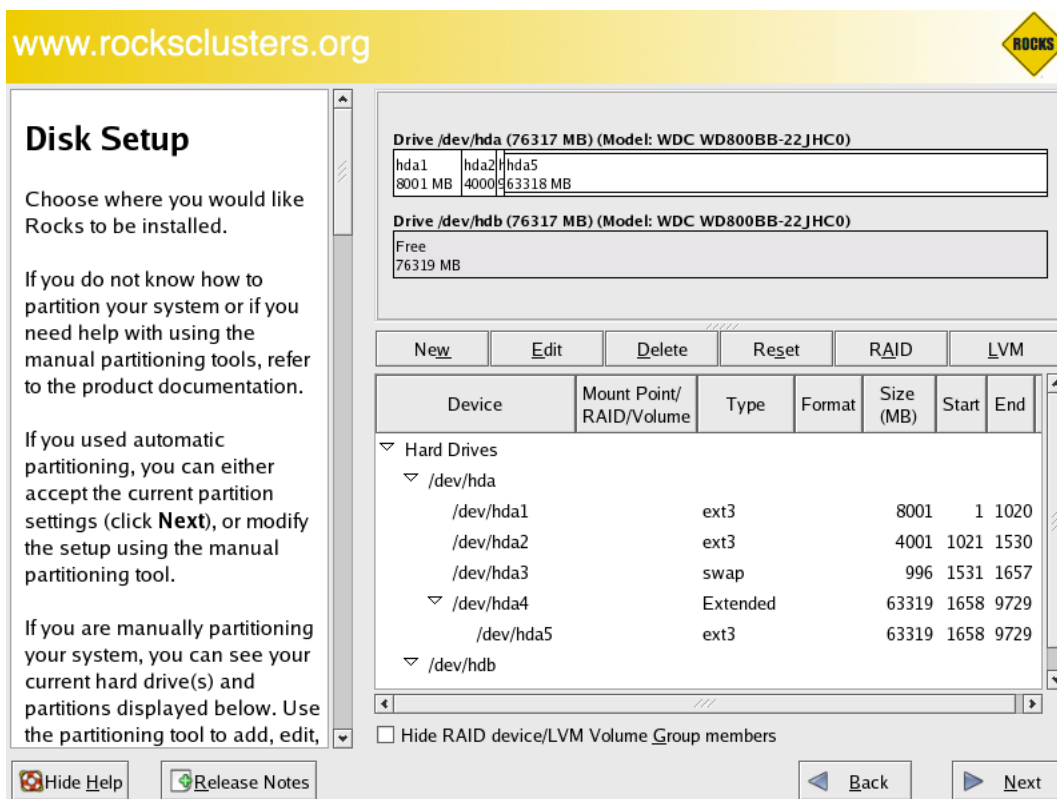 www.rocksclusters.org
ROCKS
Disk Setup
Choose where you would like
Rocks to be installed.
If you do not know how to
partition your system or if you
need help with using the
manual partitioning tools, refer
to the product documentation.
If you used automatic
partitioning, you can either
accept the current partition
settings (click Next), or modify
the setup using the manual
partitioning tool.
If you are manually partitioning
your system, you can see your
current hard drive(s) and
partitions displayed below. Use
the partitioning tool to add, edit,
Drive /dev/hda (76317 MB) (Model: WDC WD800BB-22JHC0)
hda1 hda2 h hda5
8001 MB 4000 9 63318 MB
Drive /dev/hdb (76317 MB) (Model: WDC WD800BB-22JHC0)
Free
76319 MB
New Edit Delete Reset RAID LVM
Device Mount Point/ RAID/Volume Type Format Size (MB) Start End
Hard Drives
/dev/hda
/dev/hda1 ext3 8001 1 1020
/dev/hda2 ext3 4001 1021 1530
/dev/hda3 swap 996 1531 1657
/dev/hda4 Extended 63319 1658 9729
/dev/hda5 ext3 63319 1658 9729
/dev/hdb
Hide RAID device/LVM Volume Group members
Hide Help Release Notes Back Next